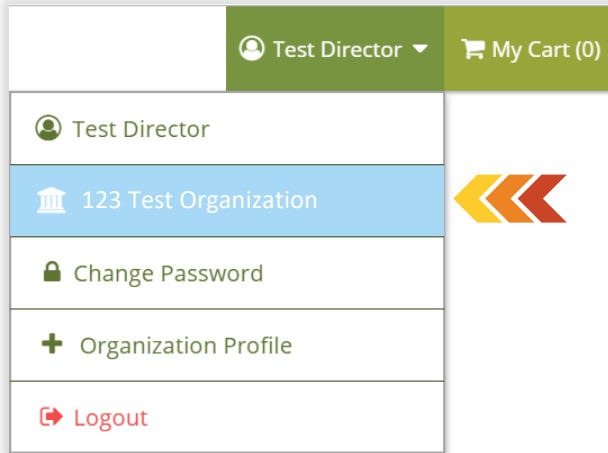 Test Director
My Cart (0)
Test Director
123 Test Organization
Change Password
Organization Profile
Logout